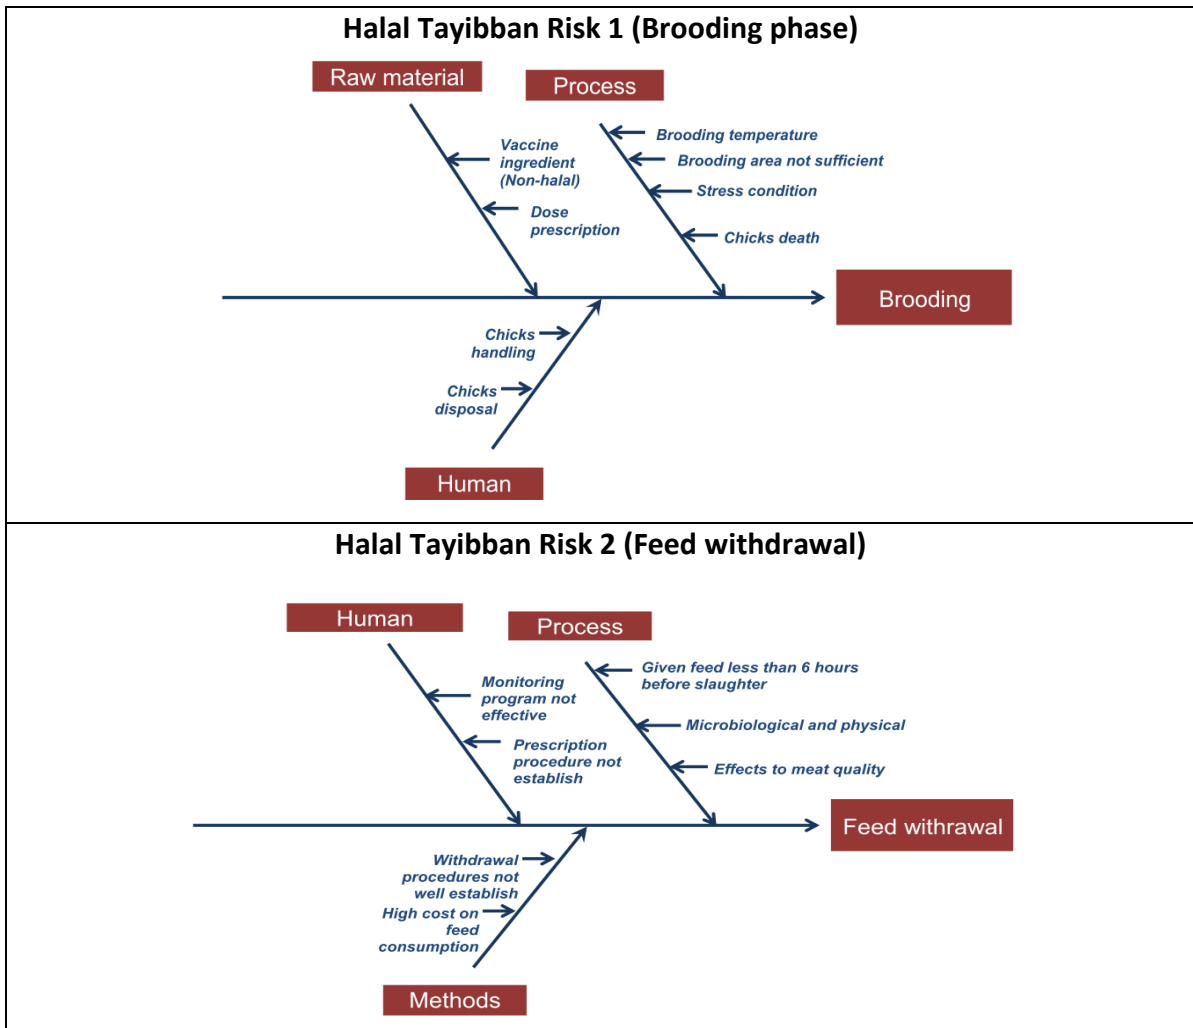 Halal Tayibban Risk 1 (Brooding phase)
Raw material
Process
Vaccine
ingredient
(Non-halal)
Dose
prescription
Brooding temperature
Brooding area not sufficient
Stress condition
Chicks death
Brooding
Chicks
handling
Chicks
disposal
Human
Halal Tayibban Risk 2 (Feed withdrawal)
Human
Process
Monitoring
program not
effective
Prescription
procedure not
establish
Given feed less than 6 hours
before slaughter
Microbiological and physical
Effects to meat quality
Feed withrawal
Withdrawal
procedures not
well establish
High cost on
feed
consumption
Methods